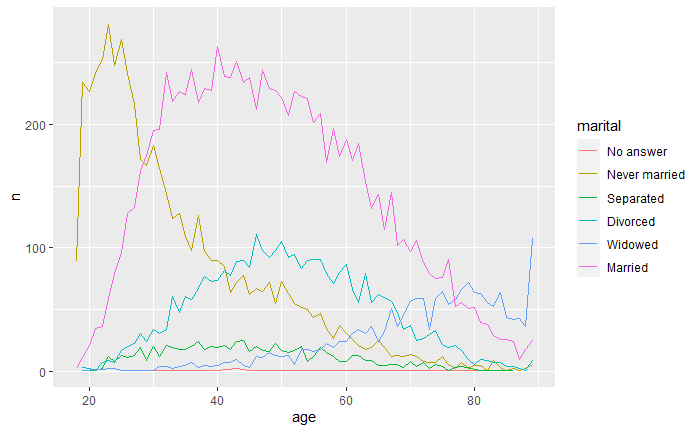 200
100
0
n
20
40
60
80
age
marital
No answer
Never married
Separated
Divorced
Widowed
Married